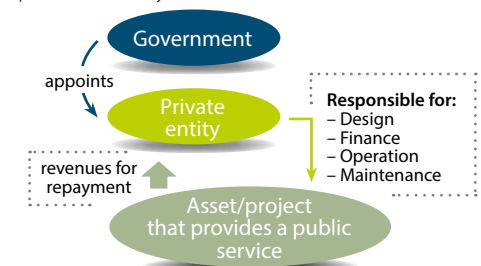 Government
appoints
Private
entity
Responsible for:
– Design
– Finance
– Operation
– Maintenance
revenues for
repayment
Asset/project
that provides a public
service